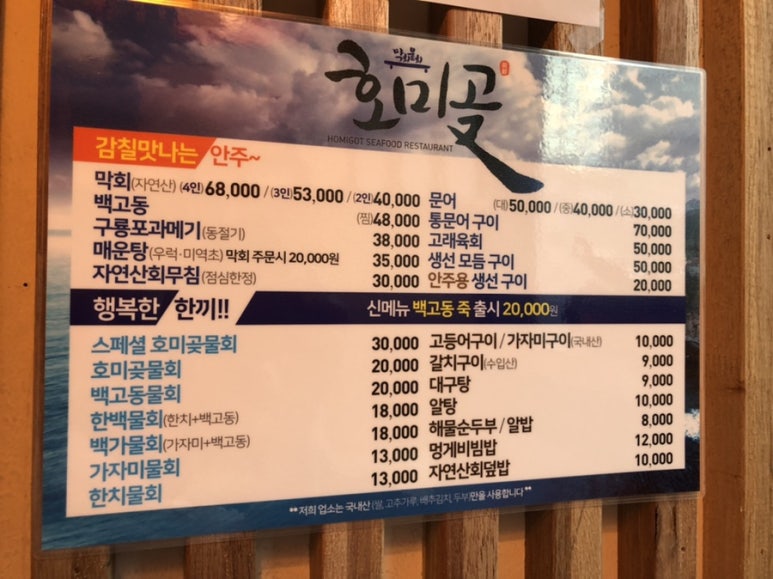 막회
호미곶
HOMIGOT SEAFOOD RESTAURANT
감칠맛나는 안주~
막회(자연산) (4인)68,000 / (3인)53,000 / (2인)40,000
백고동 (찜)48,000
구룡포과메기(동절기) 38,000
매운탕(우럭·미역초) 막회 주문시 20,000원 35,000
자연산회무침(점심한정) 30,000
문어 (대)50,000 / (중)40,000 / (소)30,000
통문어 구이 70,000
고래육회 50,000
생선 모듬 구이 50,000
안주용 생선 구이 20,000
행복한 한끼!!
신메뉴 백고동 죽 출시 20,000원
스페셜 호미곶물회 30,000
호미곶물회 20,000
백고동물회 20,000
한백물회(한치+백고동) 18,000
백가물회(가자미+백고동) 18,000
가자미물회 13,000
한치물회 13,000
고등어구이 / 가자미구이(국내산) 10,000
갈치구이(수입산) 9,000
대구탕 9,000
알탕 10,000
해물순두부 / 알밥 8,000
멍게비빔밥 12,000
자연산회덮밥 10,000
"저희 업소는 국내산 (쌀, 고추가루, 배추김치, 두부)만을 사용합니다"